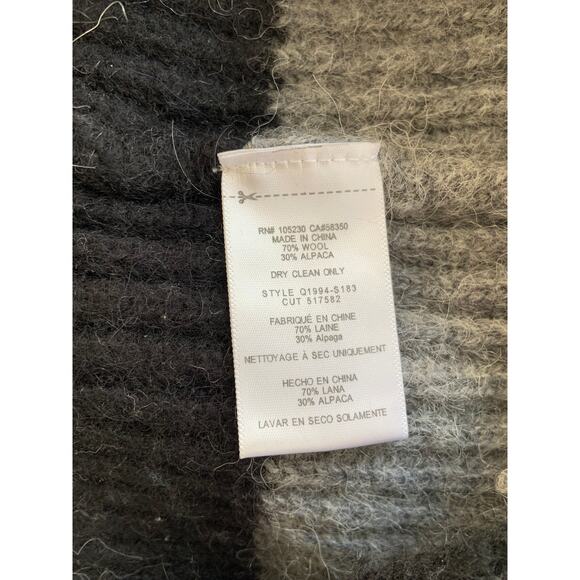 RN# 105230 CA#58350
MADE IN CHINA
70% WOOL
30% ALPACA
DRY CLEAN ONLY
STYLE Q1994-S183
CUT 517582
FABRIQUÉ EN CHINE
70% LAINE
30% Alpaga
NETTOYAGE À SEC UNIQUEMENT
HECHO EN CHINA
70% LANA
30% ALPACA
LAVAR EN SECO SOLAMENTE